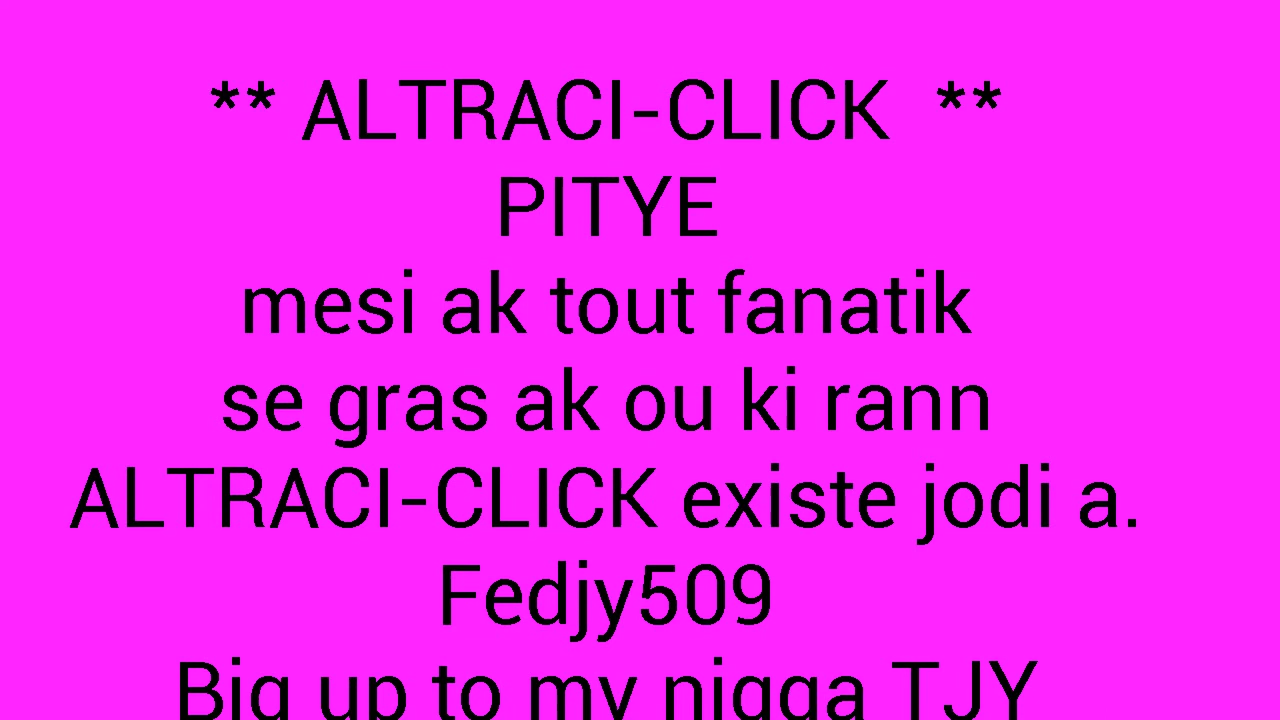 ** ALTRACI-CLICK  **
PITYE
mesi ak tout fanatik
se gras ak ou ki rann
ALTRACI-CLICK existe jodi a.
Fedjy509
Big up to my nigga TJY